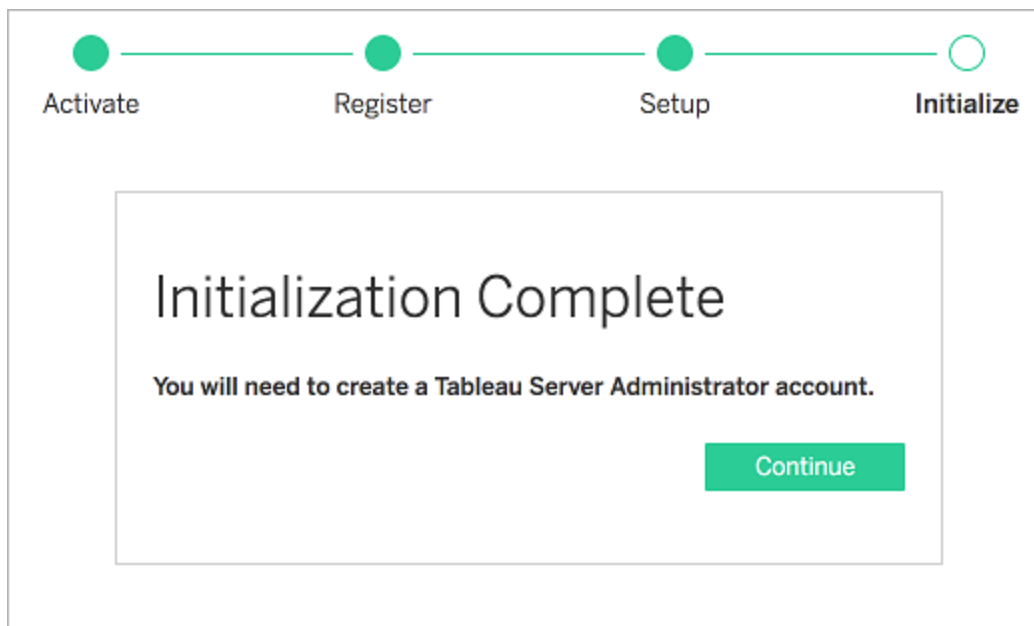 Activate
Register
Setup
Initialize
Initialization Complete
You will need to create a Tableau Server Administrator account.
Continue